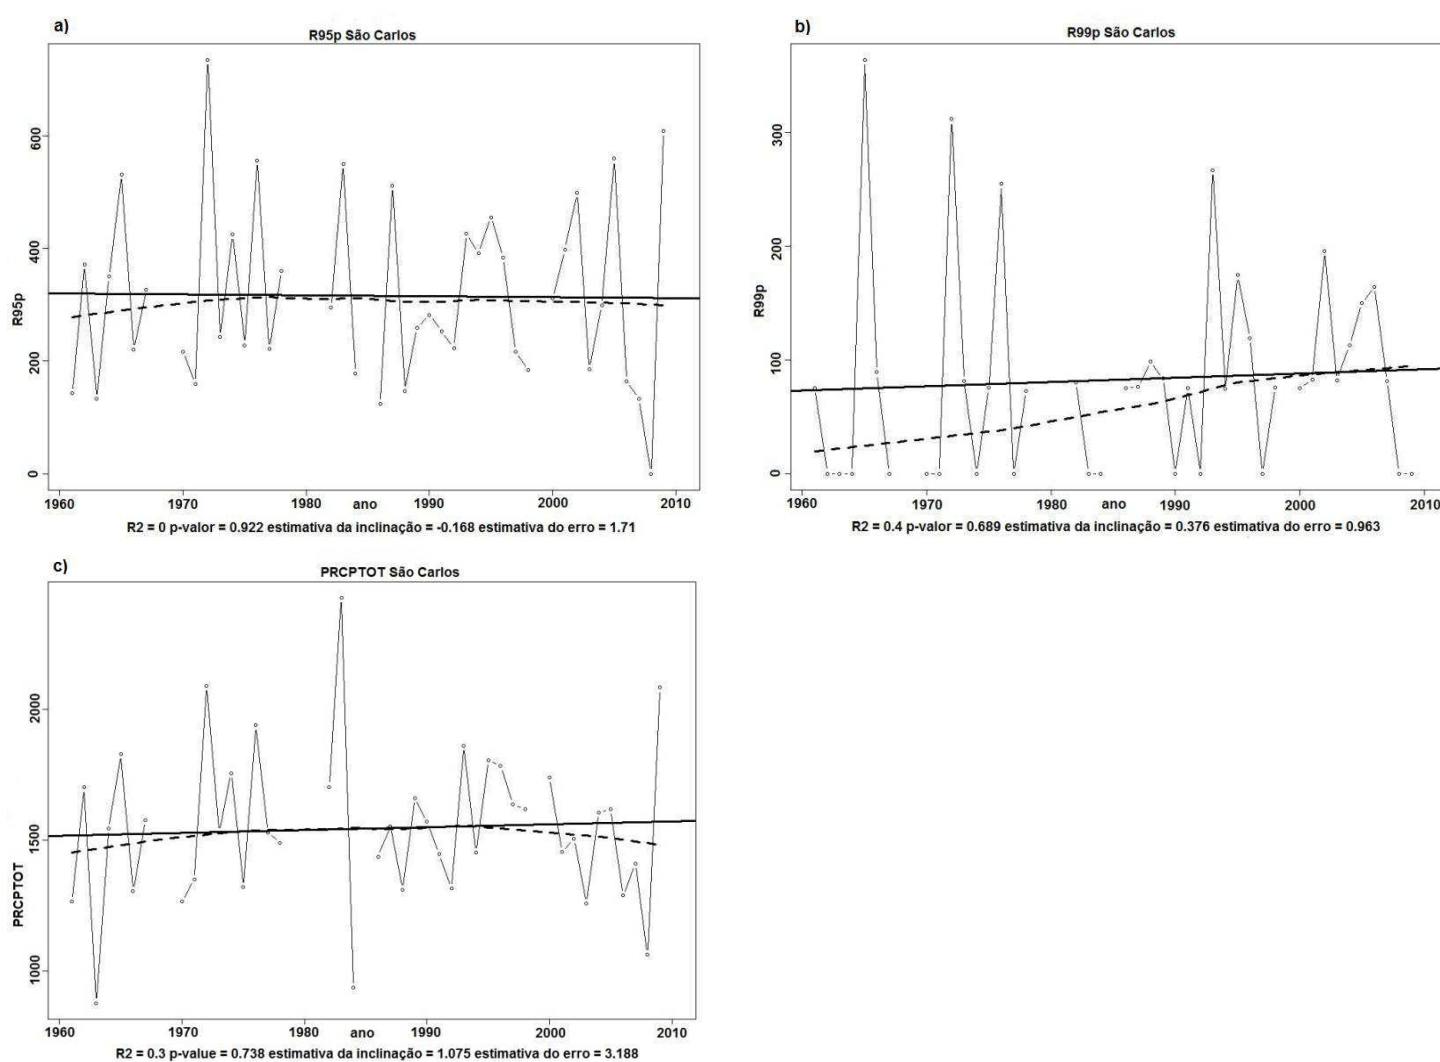 a)
R95p São Carlos
R95p
600
400
200
0
1960
1970
1980
ano
1990
2000
2010
R2 = 0 p-valor = 0.922 estimativa da inclinação = -0.168 estimativa do erro = 1.71
b)
R99p São Carlos
R99p
300
200
100
0
1960
1970
1980
ano
1990
2000
2010
R2 = 0.4 p-valor = 0.689 estimativa da inclinação = 0.376 estimativa do erro = 0.963
c)
PRCPTOT São Carlos
PRCPTOT
2000
1500
1000
1960
1970
1980
ano
1990
2000
2010
R2 = 0.3 p-value = 0.738 estimativa da inclinação = 1.075 estimativa do erro = 3.188